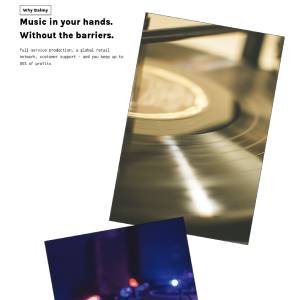 Why Qalmy
Music in your hands.
Without the barriers.
Full-service production, a global retail
network, customer support – and you keep up to
85% of profits